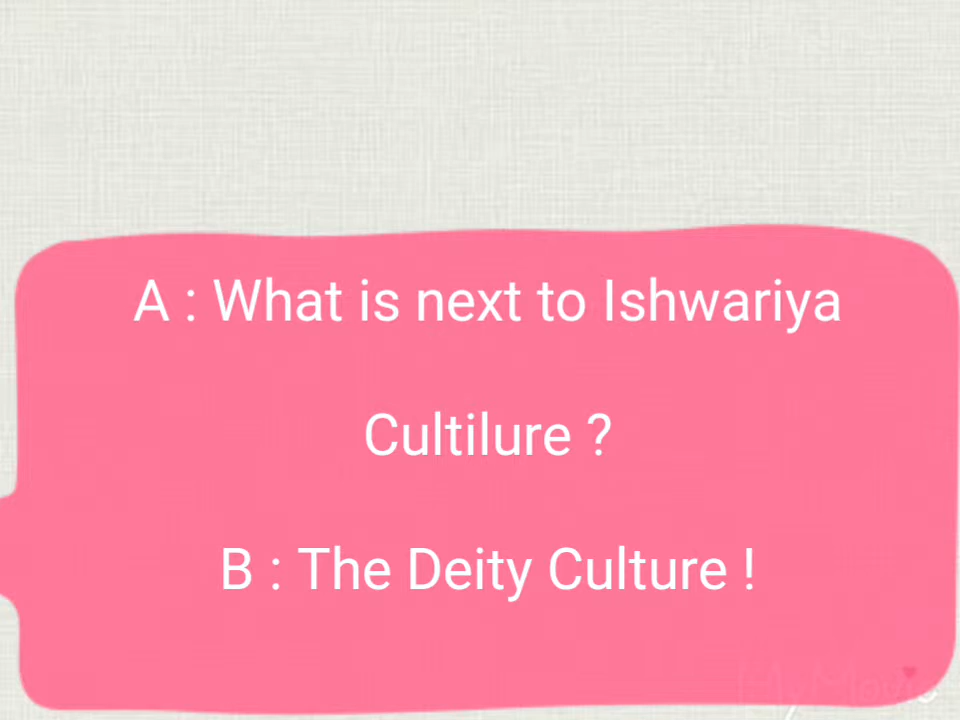 A : What is next to Ishwariya
Cultilure ?
B : The Deity Culture !